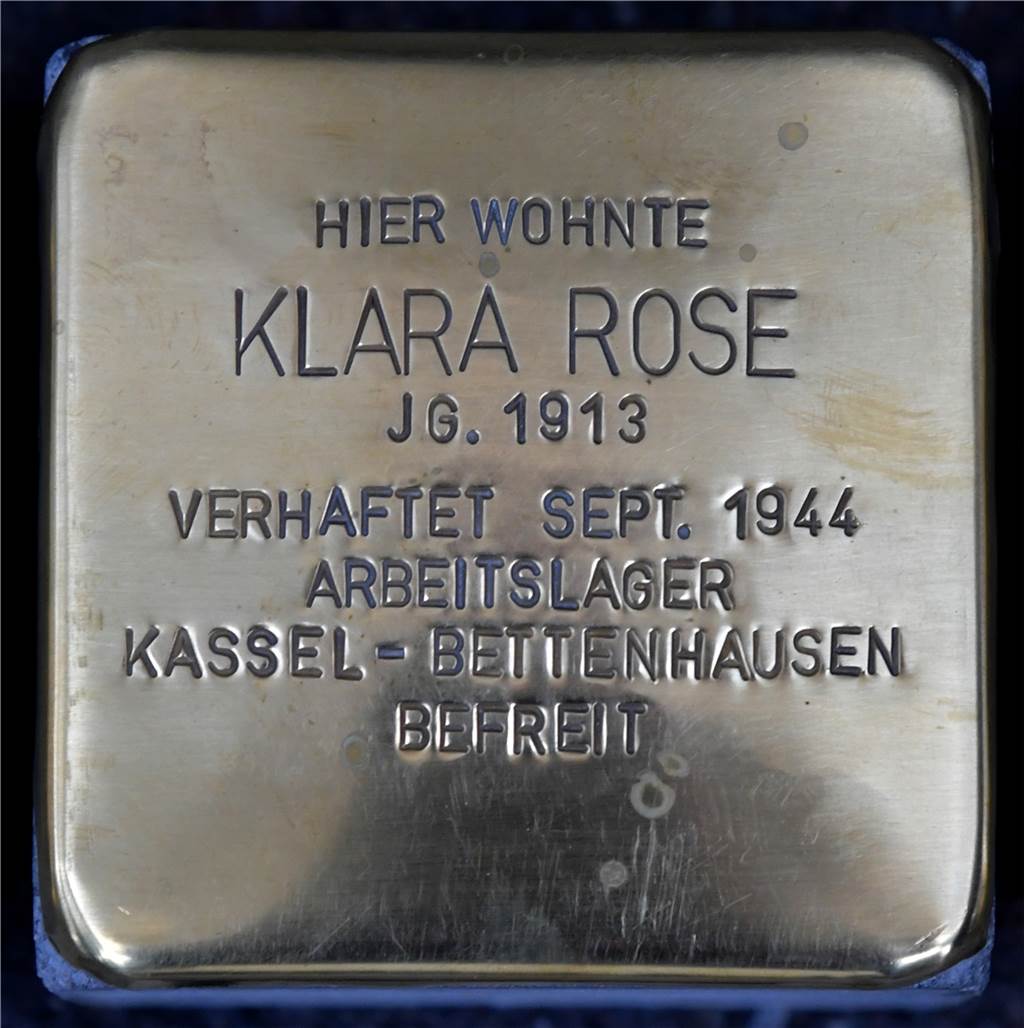 HIER WOHNTE
KLARA ROSE
JG. 1913
VERHAFTET SEPT. 1944
ARBEITSLAGER
KASSEL - BETTENHAUSEN
BEFREIT